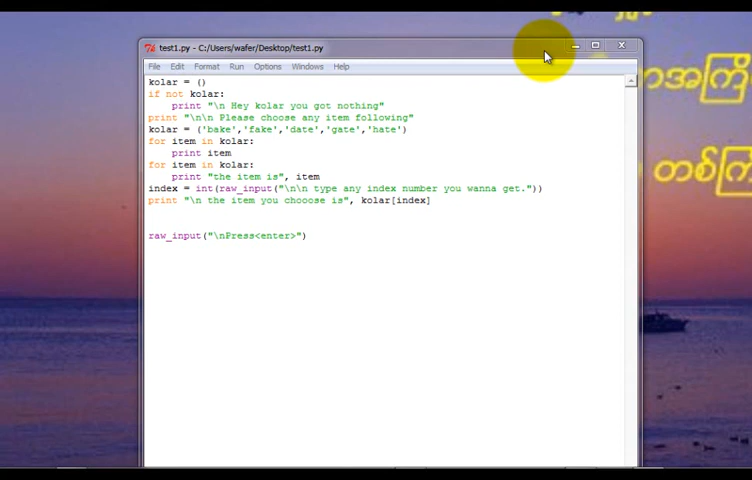 test1.py - C:/Users/wafer/Desktop/test1.py
File Edit Format Run Options Windows Help
kolar = ()
if not kolar:
    print "\n Hey kolar you got nothing"
print "\n\n Please choose any item following"
kolar = ('bake','fake','date','gate','hate')
for item in kolar:
    print item
for item in kolar:
    print "the item is", item
index = int(raw_input("\n\n type any index number you wanna get."))
print "\n the item you chooose is", kolar[index]
raw_input("\nPress<enter>")